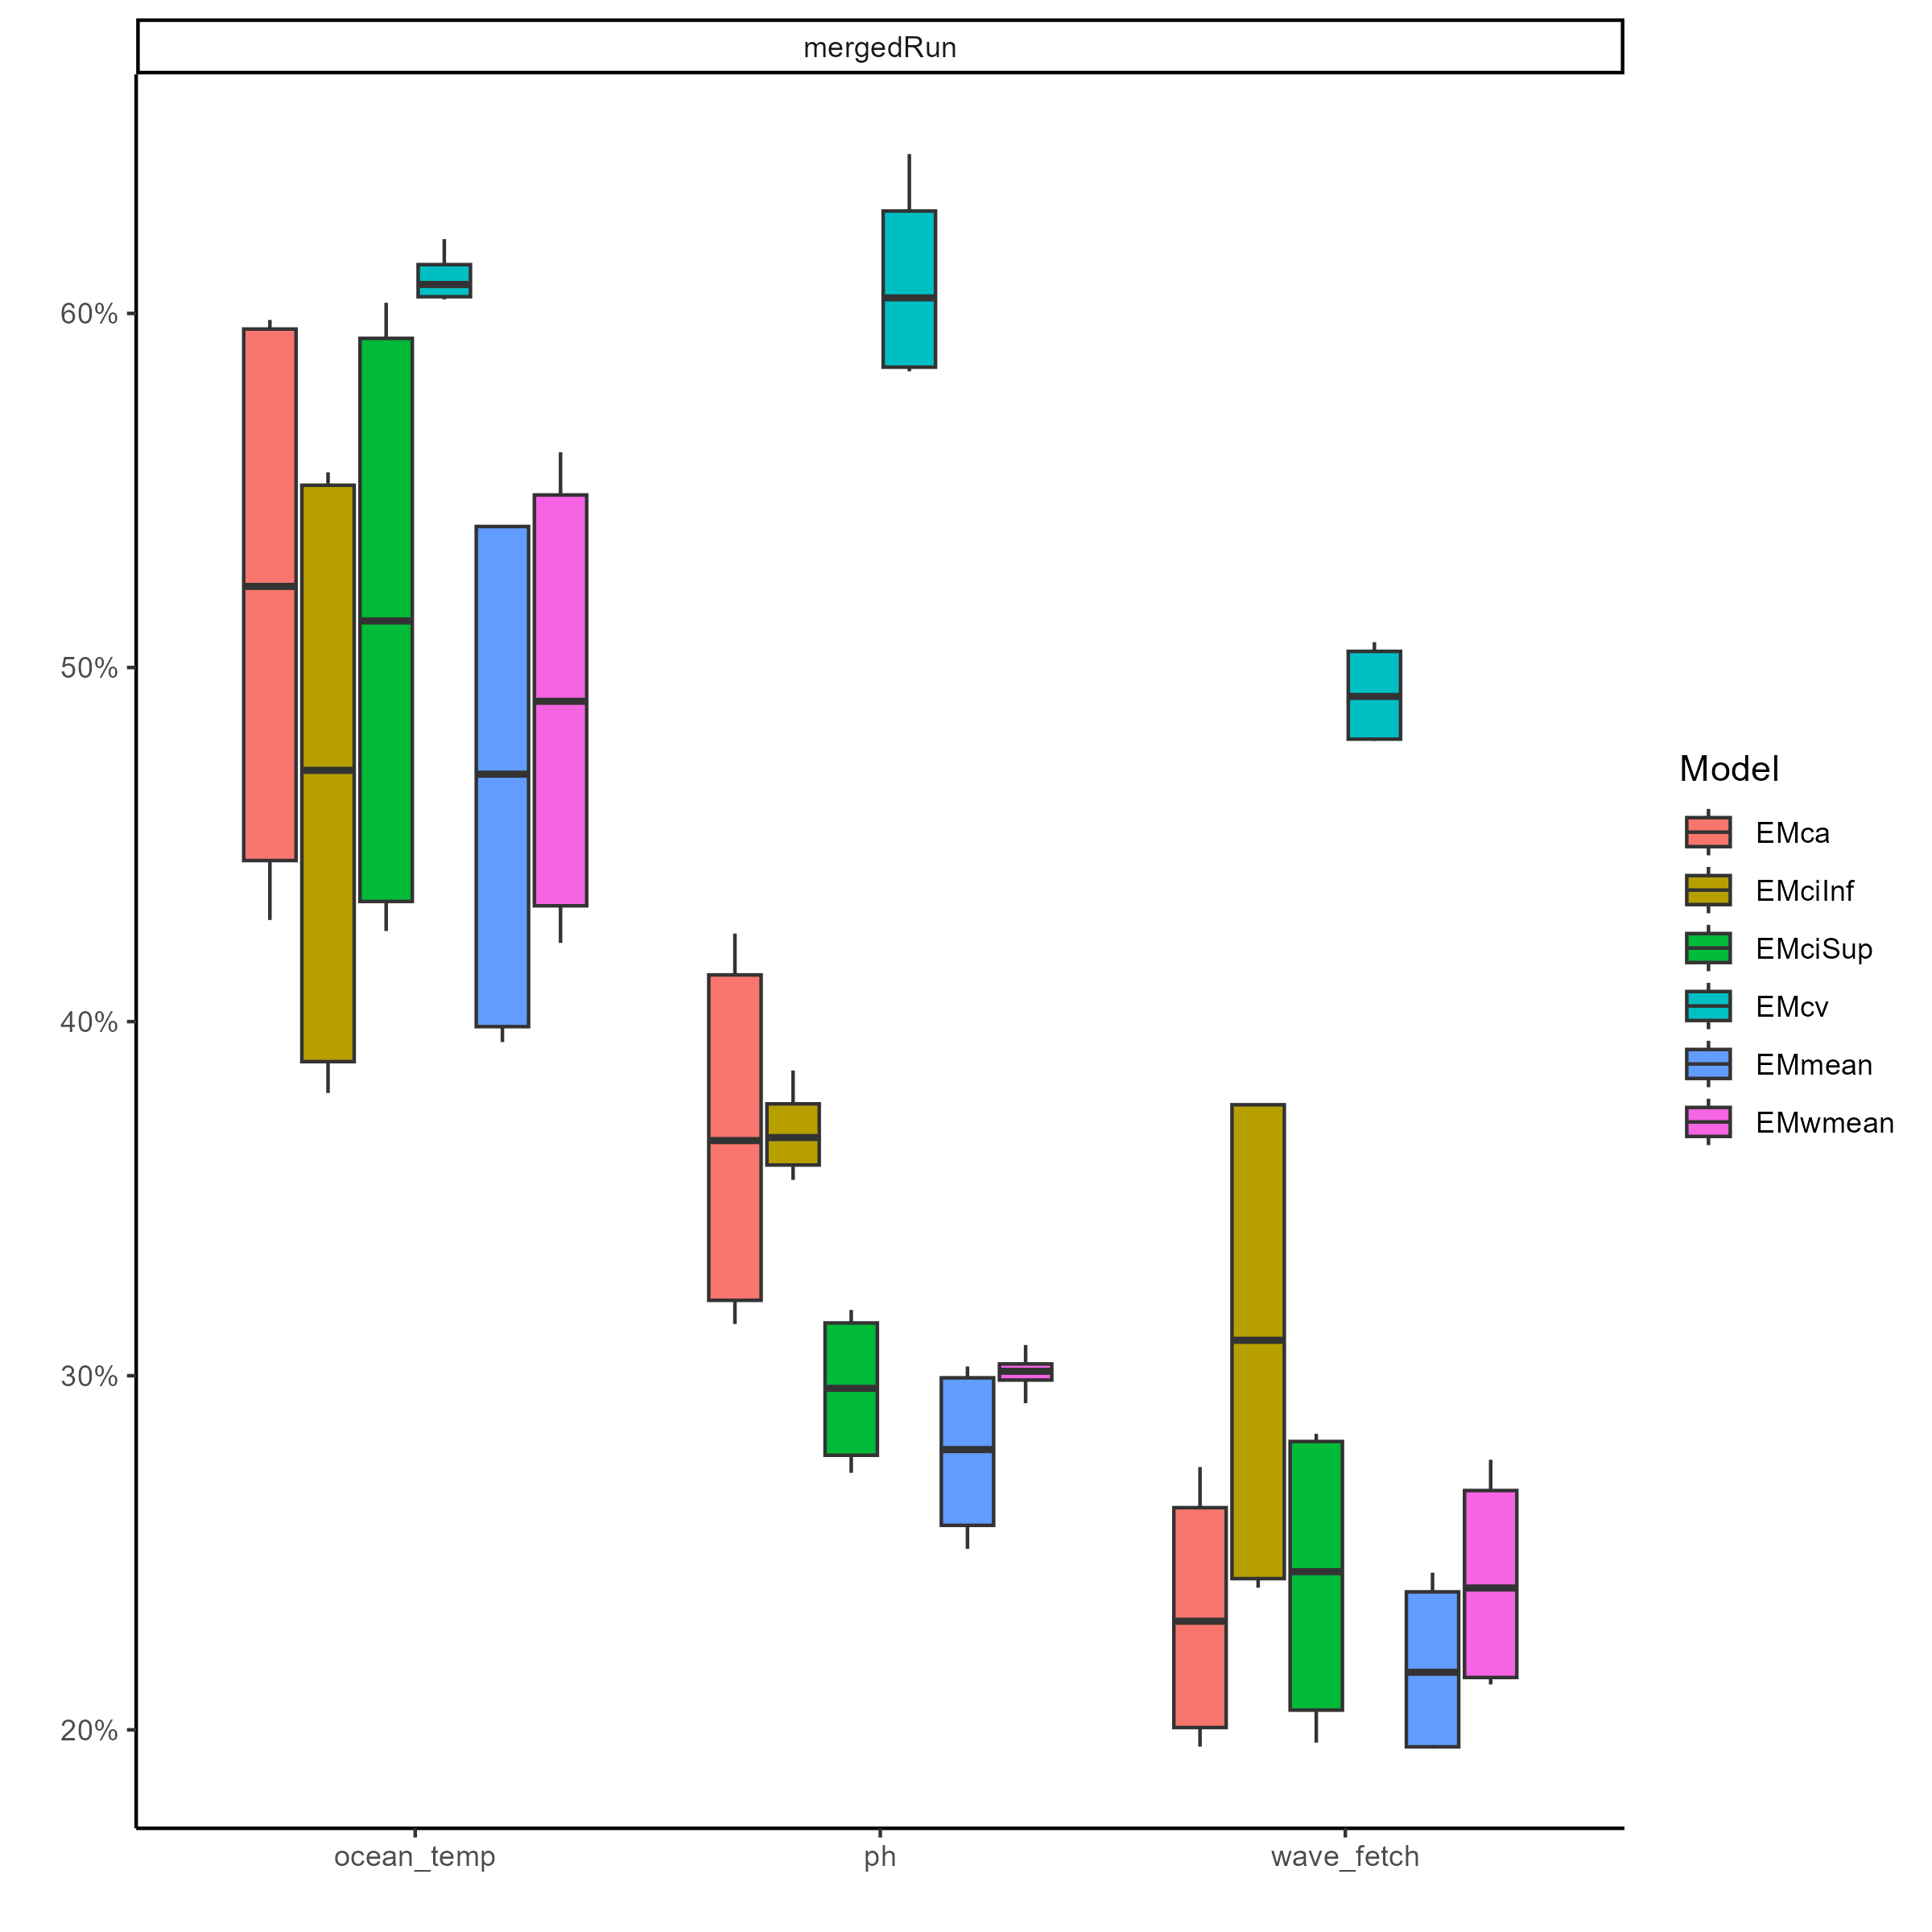 mergedRun
60%
50%
40%
30%
20%
ocean_temp
ph
wave_fetch
Model
EMca
EMciInf
EMciSup
EMcv
EMmean
EMwmean